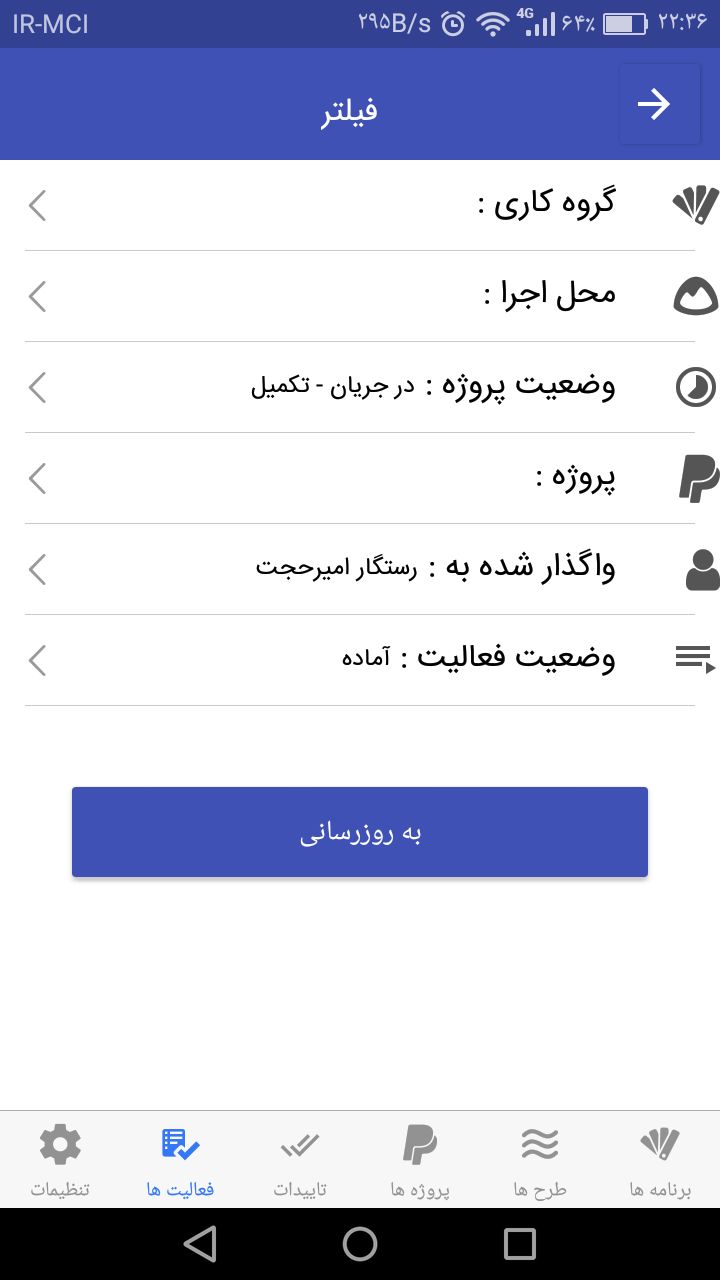 IR-MCI ۲۹۵B/s 4G ۶۴٪ ۲۲:۳۶
فیلتر
گروه کاری :
محل اجرا :
وضعیت پروژه : در جریان - تکمیل
پروژه :
واگذار شده به : رستگار امیرحجت
وضعیت فعالیت : آماده
به روزرسانی
برنامه ها طرح ها پروژه ها تاییدات فعالیت ها تنظیمات